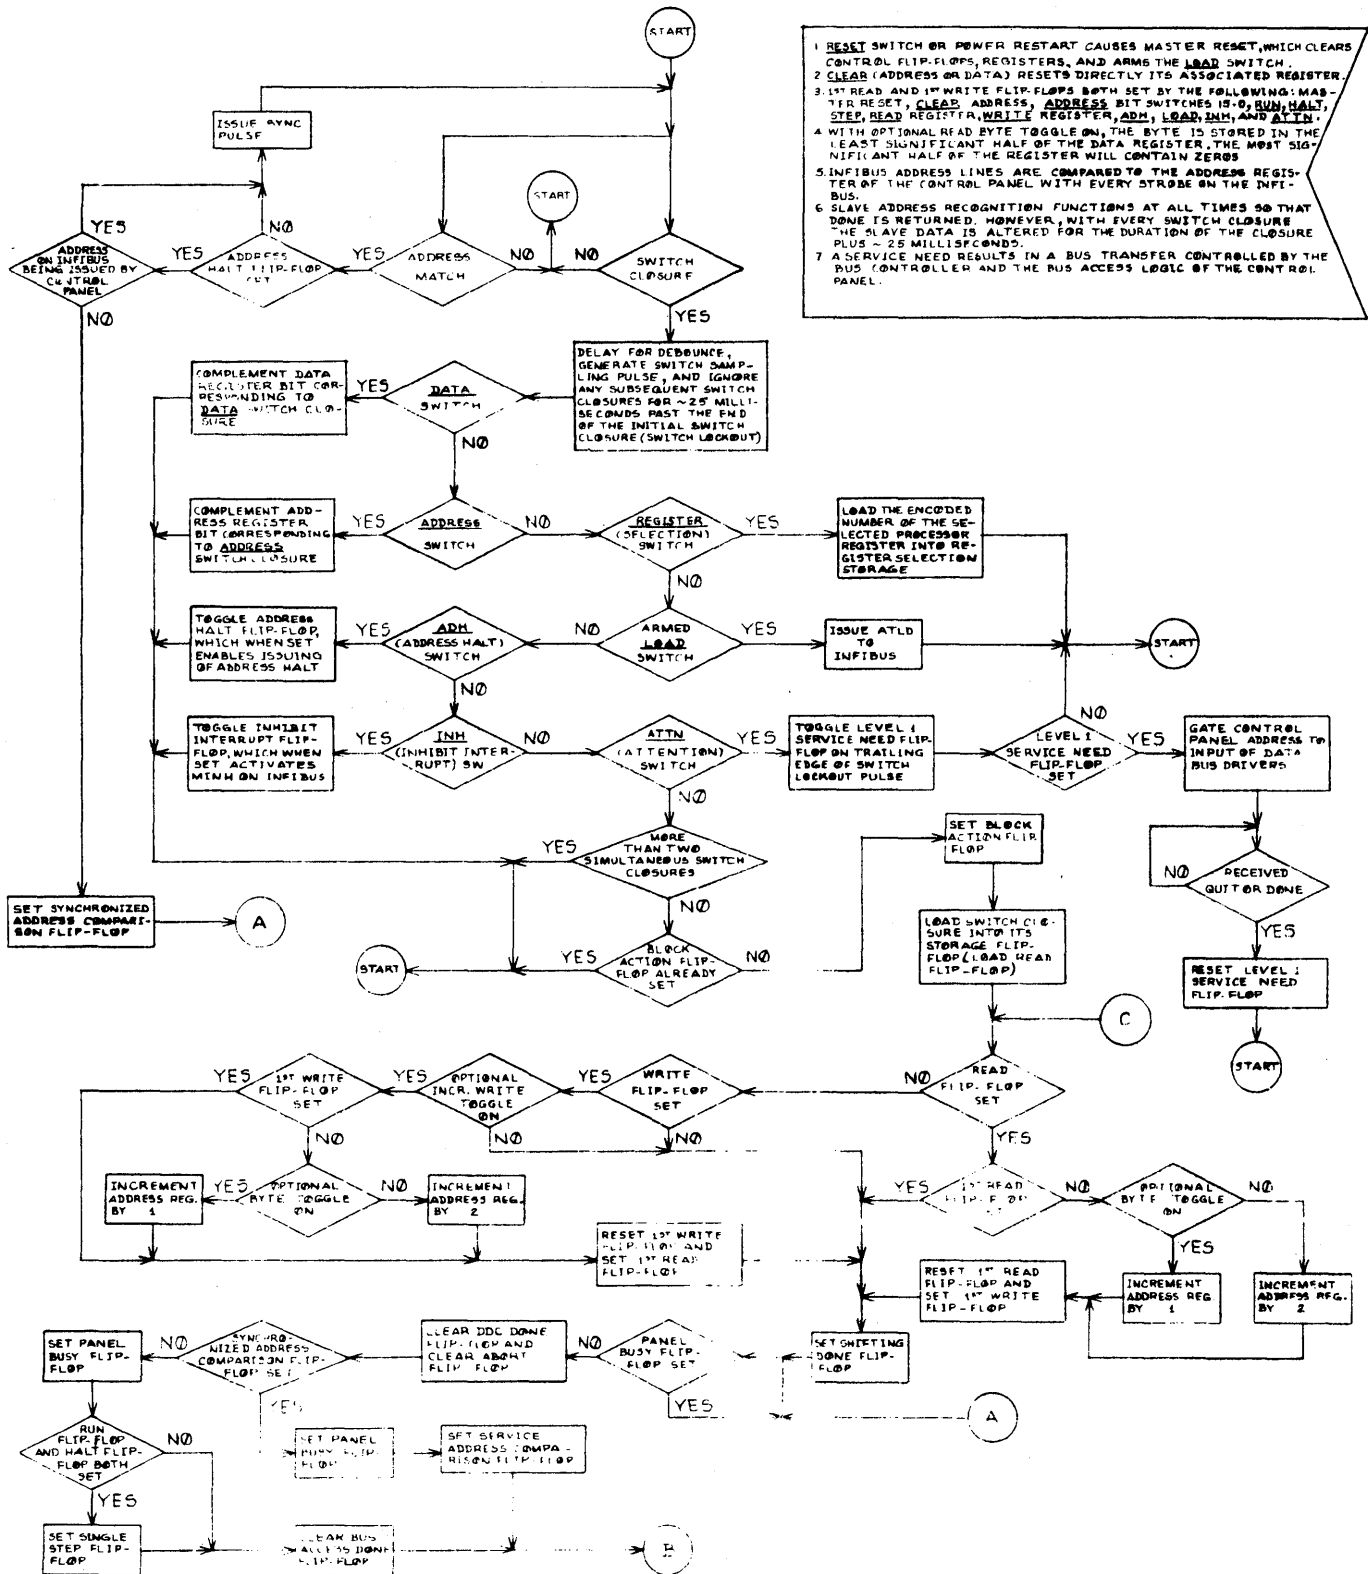 START
1 RESET SWITCH OR POWER RESTART CAUSES MASTER RESET, WHICH CLEARS
CONTROL FLIP-FLOPS, REGISTERS, AND ARMS THE LOAD SWITCH.
2 CLEAR (ADDRESS OR DATA) RESETS DIRECTLY ITS ASSOCIATED REGISTER.
3. 1ST READ AND 1ST WRITE FLIP-FLOPS BOTH SET BY THE FOLLOWING: MAS-
TER RESET, CLEAR ADDRESS, ADDRESS BIT SWITCHES 15-0, RUN, HALT,
STEP, READ REGISTER, WRITE REGISTER, ADH, LOAD, INH, AND ATTN.
4 WITH OPTIONAL READ BYTE TOGGLE ON, THE BYTE IS STORED IN THE
LEAST SIGNIFICANT HALF OF THE DATA REGISTER. THE MOST SIG-
NIFICANT HALF OF THE REGISTER WILL CONTAIN ZEROS
5. INFIBUS ADDRESS LINES ARE COMPARED TO THE ADDRESS REGIS-
TER OF THE CONTROL PANEL WITH EVERY STROBE ON THE INFI-
BUS.
6 SLAVE ADDRESS RECOGNITION FUNCTIONS AT ALL TIMES SO THAT
DONE IS RETURNED. HOWEVER, WITH EVERY SWITCH CLOSURE
THE SLAVE DATA IS ALTERED FOR THE DURATION OF THE CLOSURE
PLUS ~ 25 MILLISECONDS.
7 A SERVICE NEED RESULTS IN A BUS TRANSFER CONTROLLED BY THE
BUS CONTROLLER AND THE BUS ACCESS LOGIC OF THE CONTROL
PANEL.
ISSUE SYNC
PULSE
START
YES
ADDRESS
ON INFIBUS
BEING ISSUED BY
CONTROL
PANEL
NO
YES
NO
ADDRESS
HALT FLIP-FLOP
SET
YES
ADDRESS
MATCH
NO
NO
SWITCH
CLOSURE
YES
DELAY FOR DEBOUNCE,
GENERATE SWITCH SAMP-
LING PULSE, AND IGNORE
ANY SUBSEQUENT SWITCH
CLOSURES FOR ~25 MILLI-
SECONDS PAST THE END
OF THE INITIAL SWITCH
CLOSURE (SWITCH LOCKOUT)
COMPLEMENT DATA
REGISTER BIT COR-
RESPONDING TO
DATA SWITCH CLO-
SURE
YES
DATA
SWITCH
NO
COMPLEMENT ADD-
RESS REGISTER
BIT CORRESPONDING
TO ADDRESS
SWITCH CLOSURE
YES
ADDRESS
SWITCH
NO
REGISTER
(SELECTION)
SWITCH
YES
NO
LOAD THE ENCODED
NUMBER OF THE SE-
LECTED PROCESSOR
REGISTER INTO RE-
GISTER SELECTION
STORAGE
TOGGLE ADDRESS
HALT FLIP-FLOP,
WHICH WHEN SET
ENABLES ISSUING
OF ADDRESS HALT
YES
ADH
(ADDRESS HALT)
SWITCH
NO
NO
ARMED
LOAD
SWITCH
YES
ISSUE ATLD
TO
INFIBUS
START
TOGGLE INHIBIT
INTERRUPT FLIP-
FLOP, WHICH WHEN
SET ACTIVATES
MINH ON INFIBUS
YES
INH
(INHIBIT INTER-
RUPT) SW
NO
ATTN
(ATTENTION)
SWITCH
YES
NO
TOGGLE LEVEL 1
SERVICE NEED FLIP-
FLOP ON TRAILING
EDGE OF SWITCH
LOCKOUT PULSE
NO
LEVEL 1
SERVICE NEED
FLIP-FLOP
SET
YES
GATE CONTROL
PANEL ADDRESS TO
INPUT OF DATA
BUS DRIVERS
YES
MORE
THAN TWO
SIMULTANEOUS SWITCH
CLOSURES
NO
SET BLOCK
ACTION FLIP
FLOP
NO
RECEIVED
QUIT OR DONE
YES
SET SYNCHRONIZED
ADDRESS COMPARI-
SON FLIP-FLOP
A
START
YES
BLOCK
ACTION FLIP-
FLOP ALREADY
SET
NO
LOAD SWITCH CLO-
SURE INTO ITS
STORAGE FLIP-
FLOP (LOAD READ
FLIP-FLOP)
RESET LEVEL 1
SERVICE NEED
FLIP-FLOP
C
START
YES
1ST WRITE
FLIP-FLOP
SET
NO
YES
OPTIONAL
INCR. WRITE
TOGGLE
ON
NO
YES
WRITE
FLIP-FLOP
SET
NO
NO
READ
FLIP-FLOP
SET
YES
INCREMENT
ADDRESS REG.
BY 1
YES
OPTIONAL
BYTE TOGGLE
ON
NO
INCREMENT
ADDRESS REG.
BY 2
YES
1ST READ
FLIP-FLOP
NO
OPTIONAL
BYTE TOGGLE
ON
NO
YES
RESET 1ST WRITE
FLIP-FLOP AND
SET 1ST READ
FLIP-FLOP
RESET 1ST READ
FLIP-FLOP AND
SET 1ST WRITE
FLIP-FLOP
INCREMENT
ADDRESS REG.
BY 1
INCREMENT
ADDRESS REG.
BY 2
SET PANEL
BUSY FLIP-
FLOP
NO
SYNCHRO-
NIZED ADDRESS
COMPARISON FLIP-
FLOP SET
YES
CLEAR DDC DONE
FLIP-FLOP AND
CLEAR ABORT
FLIP-FLOP
NO
PANEL
BUSY FLIP-
FLOP SET
YES
SET SHIFTING
DONE FLIP-
FLOP
A
RUN
FLIP-FLOP
AND HALT FLIP-
FLOP BOTH
SET
NO
YES
SET PANEL
BUSY FLIP-
FLOP
SET SERVICE
ADDRESS COMPA-
RISON FLIP-FLOP
SET SINGLE
STEP FLIP-
FLOP
CLEAR BUS
ACCESS DONE
FLIP-FLOP
B